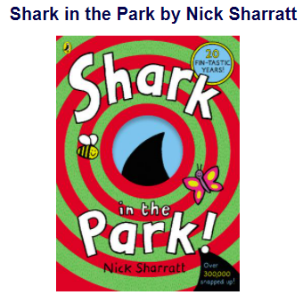 Shark in the Park by Nick Sharratt
20
FIN-TASTIC
YEARS!
Shark
in the
Park!
Nick Sharratt
Over
300,000
snapped up!